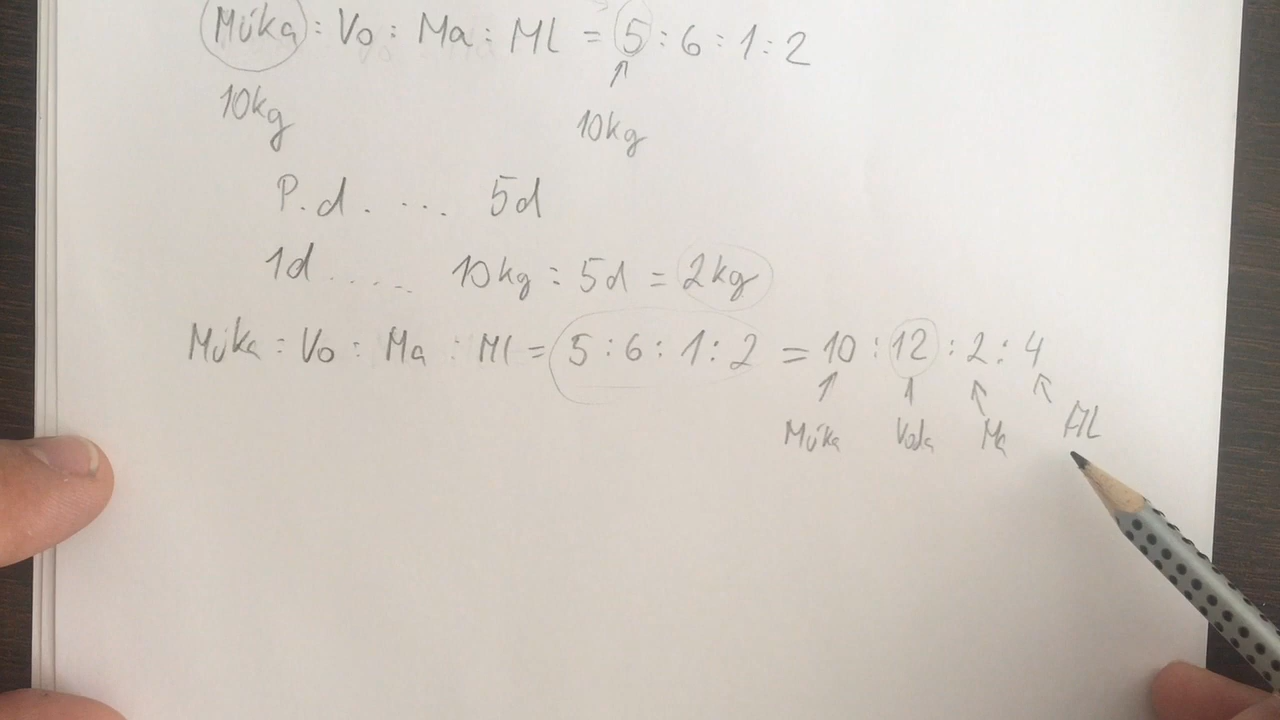 Múka : Vo : Ma : Ml = 5 : 6 : 1 : 2
10kg 10kg
P.d. ... 5d
1d ..... 10kg : 5d = 2kg
Múka : Vo : Ma : Ml = 5 : 6 : 1 : 2 = 10 : 12 : 2 : 4
Múka Voda Ma Ml